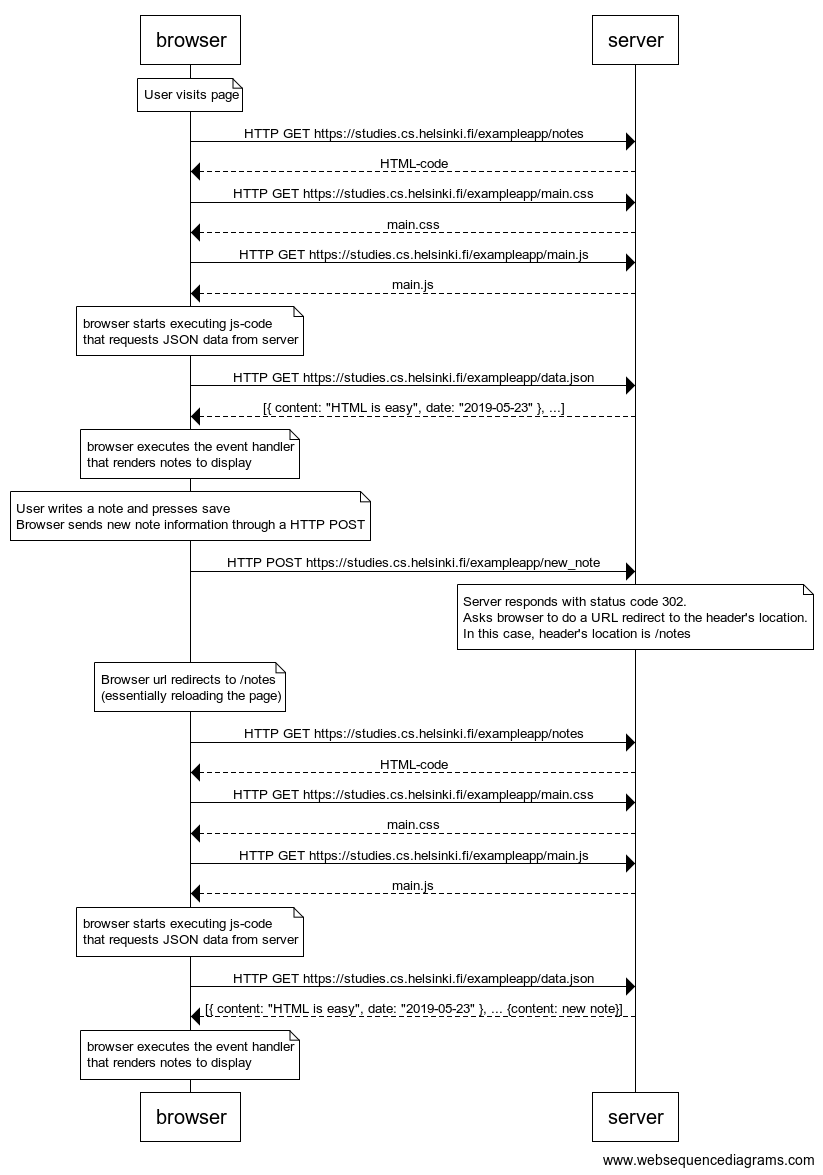 browser
server
User visits page
HTTP GET https://studies.cs.helsinki.fi/exampleapp/notes
HTML-code
HTTP GET https://studies.cs.helsinki.fi/exampleapp/main.css
main.css
HTTP GET https://studies.cs.helsinki.fi/exampleapp/main.js
main.js
browser starts executing js-code
that requests JSON data from server
HTTP GET https://studies.cs.helsinki.fi/exampleapp/data.json
[{ content: "HTML is easy", date: "2019-05-23" }, ...]
browser executes the event handler
that renders notes to display
User writes a note and presses save
Browser sends new note information through a HTTP POST
HTTP POST https://studies.cs.helsinki.fi/exampleapp/new_note
Server responds with status code 302.
Asks browser to do a URL redirect to the header's location.
In this case, header's location is /notes
Browser url redirects to /notes
(essentially reloading the page)
HTTP GET https://studies.cs.helsinki.fi/exampleapp/notes
HTML-code
HTTP GET https://studies.cs.helsinki.fi/exampleapp/main.css
main.css
HTTP GET https://studies.cs.helsinki.fi/exampleapp/main.js
main.js
browser starts executing js-code
that requests JSON data from server
HTTP GET https://studies.cs.helsinki.fi/exampleapp/data.json
[{ content: "HTML is easy", date: "2019-05-23" }, ... {content: new note}]
browser executes the event handler
that renders notes to display
browser
server
www.websequencediagrams.com